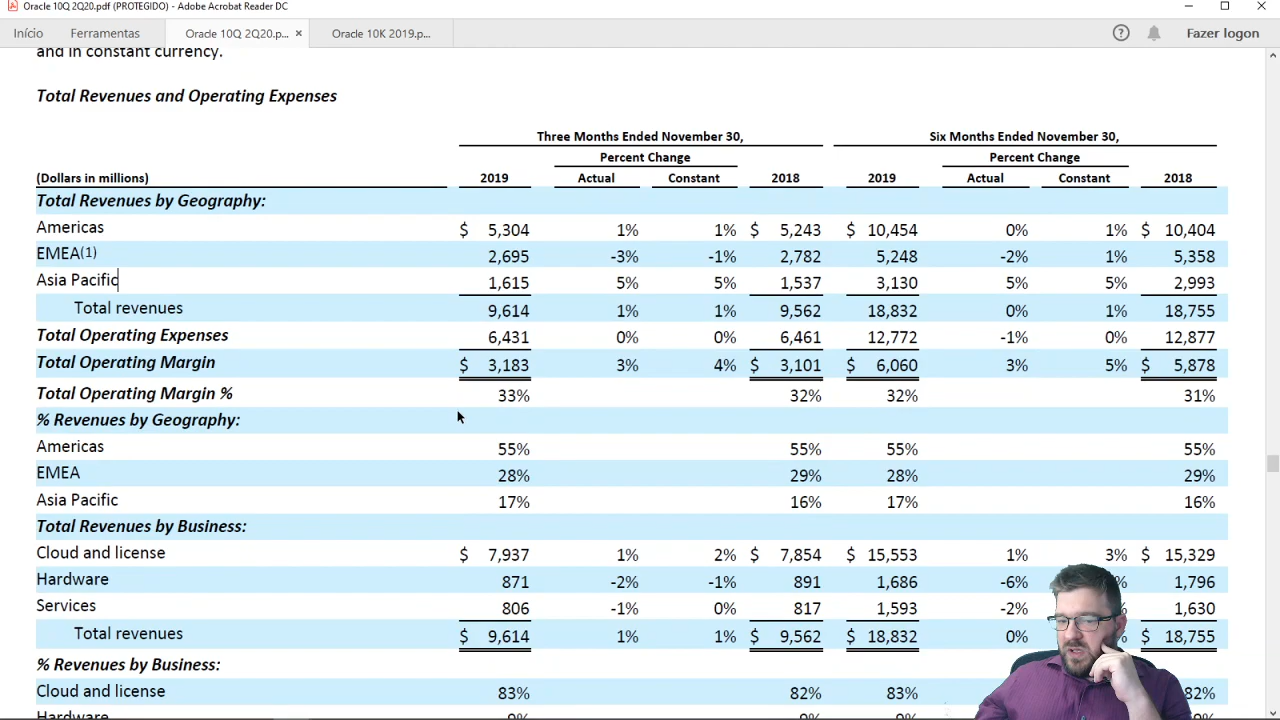 Oracle 10Q 2Q20.pdf (PROTEGIDO) - Adobe Acrobat Reader DC
Início Ferramentas Oracle 10Q 2Q20.p... × Oracle 10K 2019.p... Fazer logon
and in constant currency.
Total Revenues and Operating Expenses
Three Months Ended November 30, Six Months Ended November 30,
Percent Change Percent Change
(Dollars in millions) 2019 Actual Constant 2018 2019 Actual Constant 2018
Total Revenues by Geography:
Americas $ 5,304 1% 1% $ 5,243 $ 10,454 0% 1% $ 10,404
EMEA(1) 2,695 -3% -1% 2,782 5,248 -2% 1% 5,358
Asia Pacific 1,615 5% 5% 1,537 3,130 5% 5% 2,993
Total revenues 9,614 1% 1% 9,562 18,832 0% 1% 18,755
Total Operating Expenses 6,431 0% 0% 6,461 12,772 -1% 0% 12,877
Total Operating Margin $ 3,183 3% 4% $ 3,101 $ 6,060 3% 5% $ 5,878
Total Operating Margin % 33% 32% 32% 31%
% Revenues by Geography:
Americas 55% 55% 55% 55%
EMEA 28% 29% 28% 29%
Asia Pacific 17% 16% 17% 16%
Total Revenues by Business:
Cloud and license $ 7,937 1% 2% $ 7,854 $ 15,553 1% 3% $ 15,329
Hardware 871 -2% -1% 891 1,686 -6% 1,796
Services 806 -1% 0% 817 1,593 -2% 1,630
Total revenues $ 9,614 1% 1% $ 9,562 $ 18,832 0% $ 18,755
% Revenues by Business:
Cloud and license 83% 82% 83% 82%
Hardware 9% 9% 9%